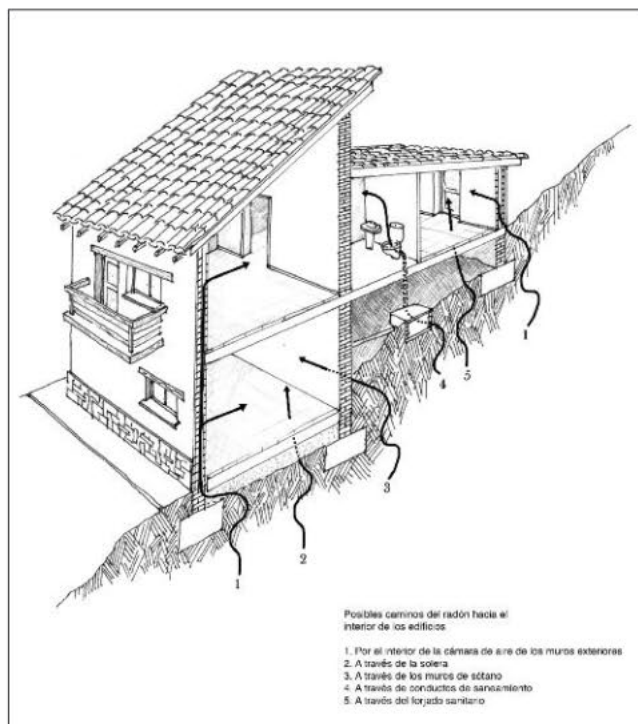 1
4
5
3
2
1
Posibles caminos del radón hacia el
interior de los edificios
1. Por el interior de la cámara de aire de los muros exteriores
2. A través de la solera
3. A través de los muros de sótano
4. A través de conductos de saneamiento
5. A través del forjado sanitario